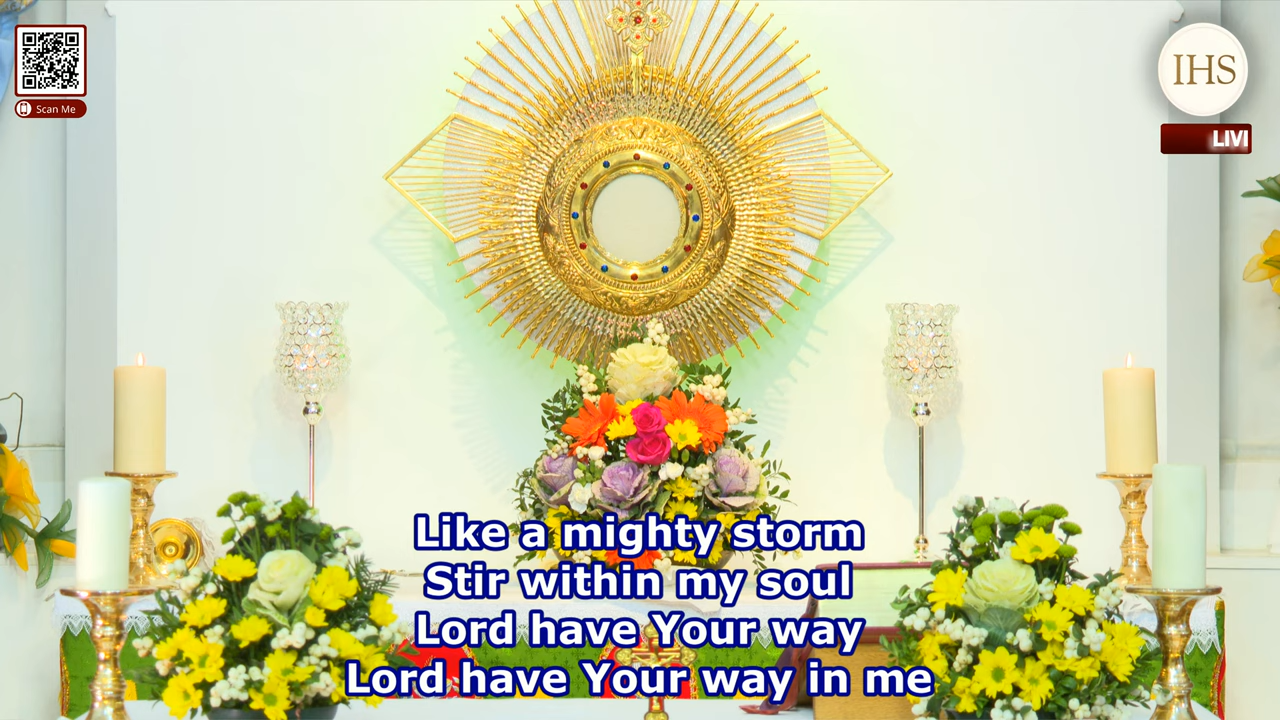 Scan Me
IHS
LIVI
Like a mighty storm
Stir within my soul
Lord have Your way
Lord have Your way in me